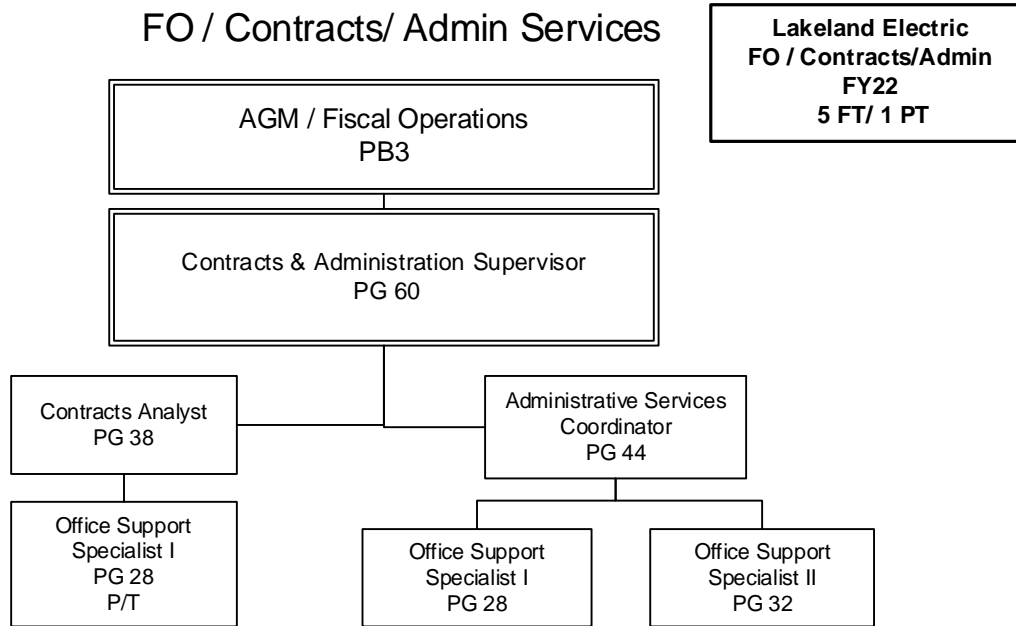 FO / Contracts/ Admin Services
Lakeland Electric
FO / Contracts/Admin
FY22
5 FT/ 1 PT
AGM / Fiscal Operations
PB3
Contracts & Administration Supervisor
PG 60
Contracts Analyst
PG 38
Administrative Services
Coordinator
PG 44
Office Support
Specialist I
PG 28
P/T
Office Support
Specialist I
PG 28
Office Support
Specialist II
PG 32